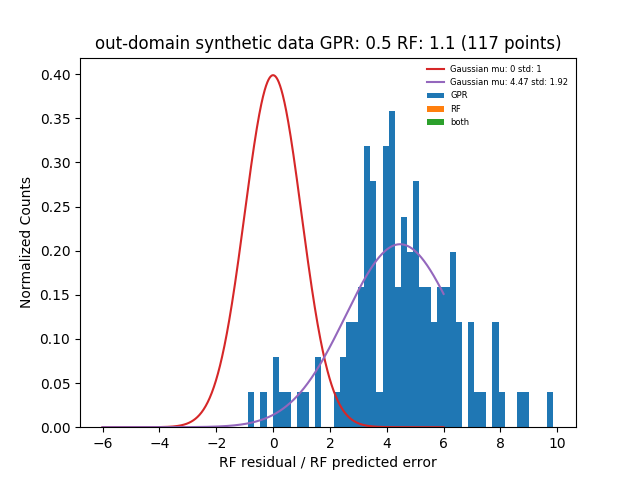 out-domain synthetic data GPR: 0.5 RF: 1.1 (117 points)
Gaussian mu: 0 std: 1
Gaussian mu: 4.47 std: 1.92
GPR
RF
both
0.40
0.35
0.30
0.25
0.20
0.15
0.10
0.05
0.00
Normalized Counts
−6
−4
−2
0
2
4
6
8
10
RF residual / RF predicted error